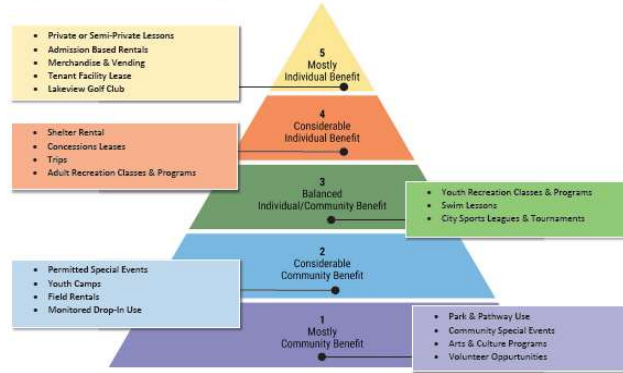 • Private or Semi-Private Lessons
• Admission Based Rentals
• Merchandise & Vending
• Tenant Facility Lease
• Lakeview Golf Club
5
Mostly
Individual Benefit
• Shelter Rental
• Concessions Leases
• Trips
• Adult Recreation Classes & Programs
4
Considerable
Individual Benefit
3
Balanced
Individual/Community Benefit
• Youth Recreation Classes & Programs
• Swim Lessons
• City Sports Leagues & Tournaments
• Permitted Special Events
• Youth Camps
• Field Rentals
• Monitored Drop-In Use
2
Considerable
Community Benefit
1
Mostly
Community Benefit
• Park & Pathway Use
• Community Special Events
• Arts & Culture Programs
• Volunteer Oppurtunities